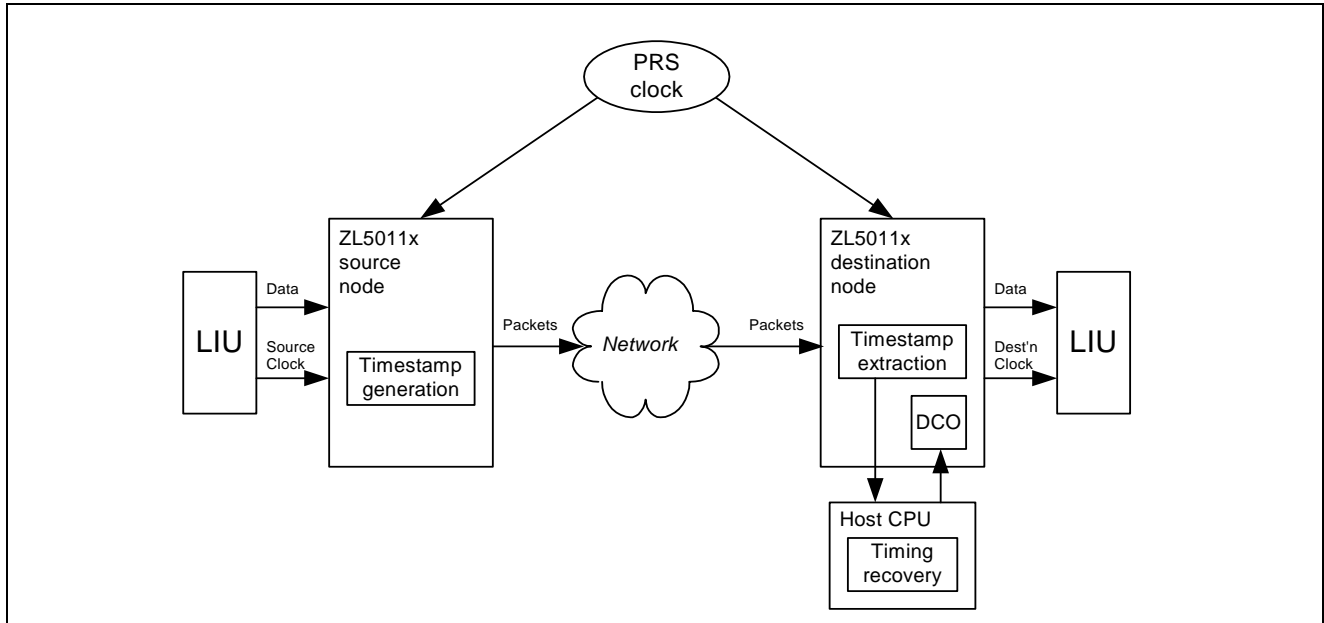 PRS
clock
ZL5011x
source
node
ZL5011x
destination
node
LIU
Data
Source
Clock
Timestamp
generation
Packets
Network
Packets
Timestamp
extraction
DCO
Data
Dest'n
Clock
LIU
Host CPU
Timing
recovery